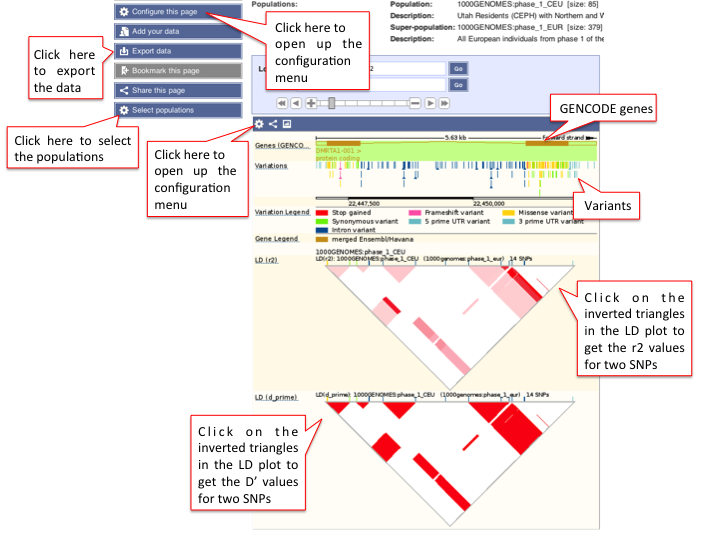 Configure this page
Add your data
Export data
Bookmark this page
Share this page
Select populations
Click here to export the data
Click here to select the populations
Click here to open up the configuration menu
Click here to open up the configuration menu
Populations:
Population: 1000GENOMES:phase_1_CEU [size: 85]
Description: Utah Residents (CEPH) with Northern and W
Super-population: 1000GENOMES:phase_1_EUR [size: 379]
Description: All European individuals from phase 1 of the
Lo
2
Go
Go
GENCODE genes
5.63 kb
strand
Genes (GENCO...
001 >
protein coding
Variations
Variants
22,447,500
22,450,000
Variation Legend
Stop gained
Frameshift variant
Missense variant
Synonymous variant
5 prime UTR variant
3 prime UTR variant
Intron variant
Gene Legend
merged Ensembl/Havana
1000GENOMES:phase_1_CEU
LD (r2)
LD(r2): 1000GENOMES:phase_1_CEU (1000genomes:phase_1_eur) 14 SNPs
Click on the inverted triangles in the LD plot to get the r2 values for two SNPs
LD (d_prime)
LD(d_prime): 1000GENOMES:phase_1_CEU (1000genomes:phase_1_eur) 14 SNPs
Click on the inverted triangles in the LD plot to get the D’ values for two SNPs